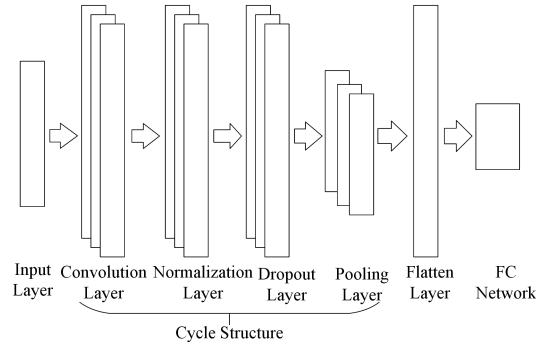 Input Layer
Convolution Layer
Normalization Layer
Dropout Layer
Pooling Layer
Flatten Layer
FC Network
Cycle Structure